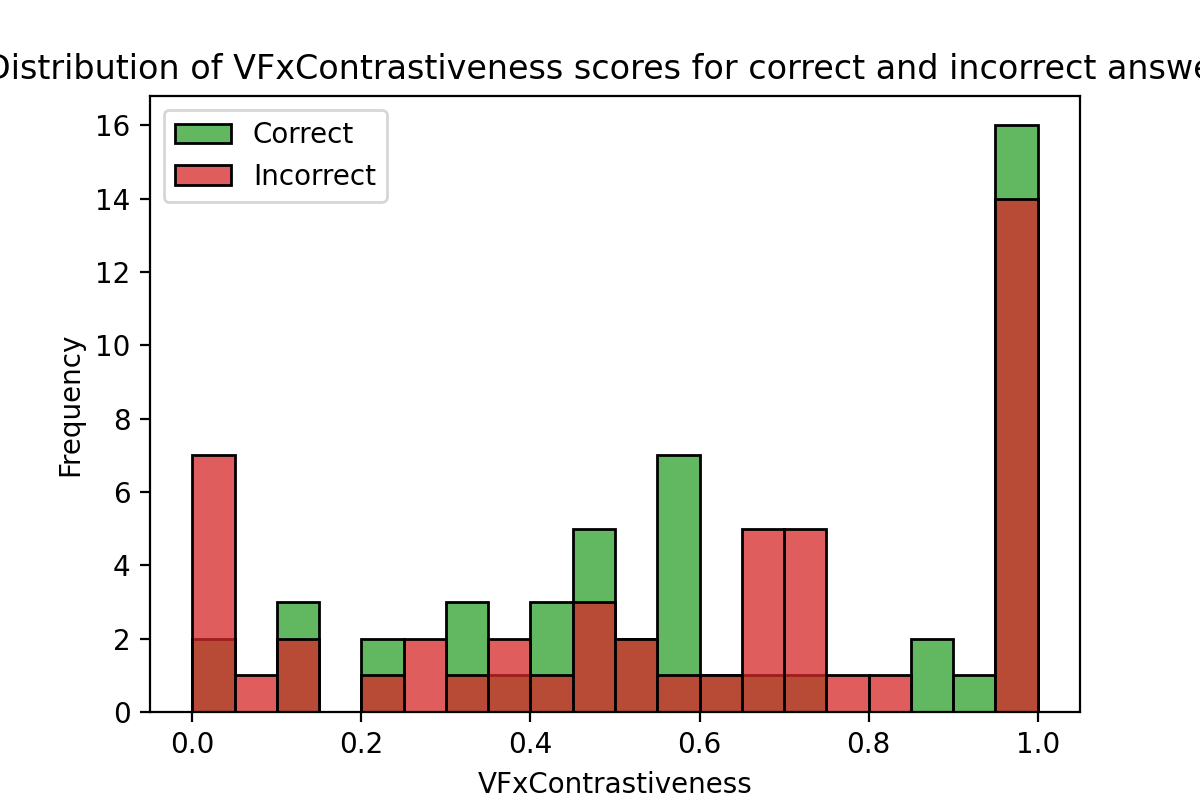 Distribution of VFxContrastiveness scores for correct and incorrect answe
Correct
Incorrect
16
14
12
10
8
6
4
2
0
Frequency
0.0 0.2 0.4 0.6 0.8 1.0
VFxContrastiveness